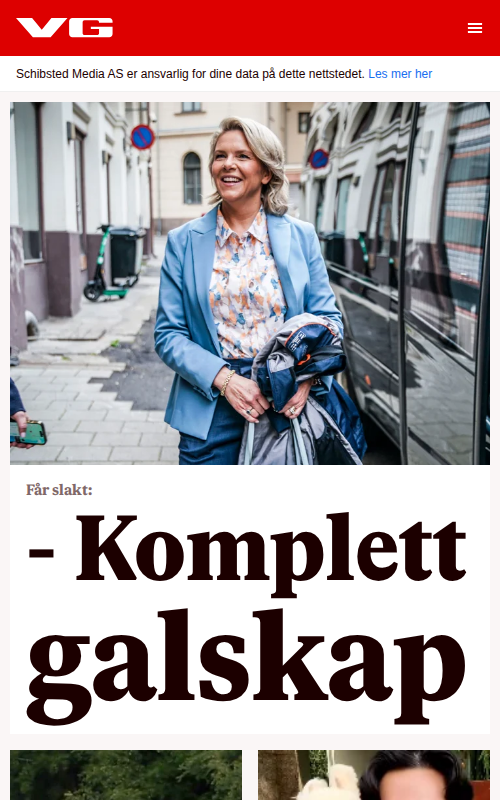 VG
Schibsted Media AS er ansvarlig for dine data på dette nettstedet. Les mer her
Får slakt:
- Komplett
galskap